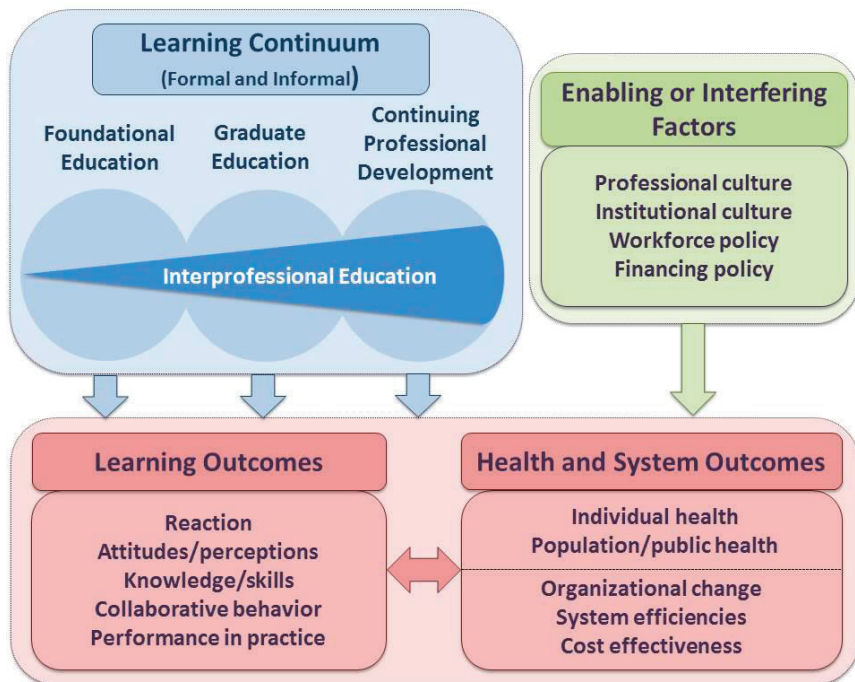 Learning Continuum
(Formal and Informal)
Foundational
Education
Graduate
Education
Continuing
Professional
Development
Interprofessional Education
Enabling or Interfering
Factors
Professional culture
Institutional culture
Workforce policy
Financing policy
Learning Outcomes
Reaction
Attitudes/perceptions
Knowledge/skills
Collaborative behavior
Performance in practice
Health and System Outcomes
Individual health
Population/public health
Organizational change
System efficiencies
Cost effectiveness